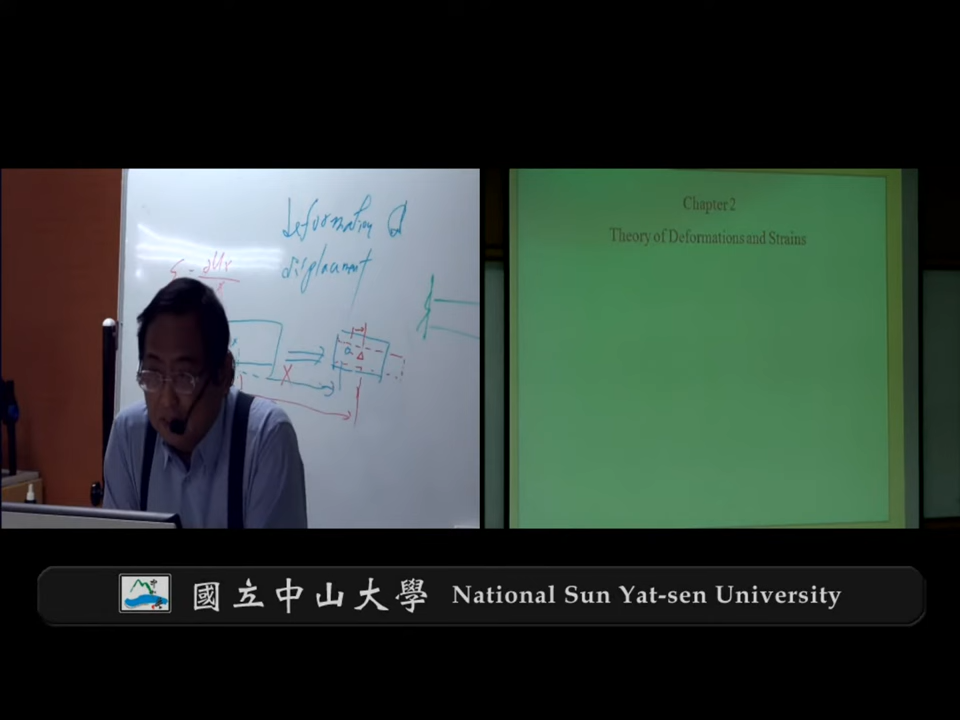 deformation
displacement
Chapter 2
Theory of Deformations and Strains
國立中山大學 National Sun Yat-sen University